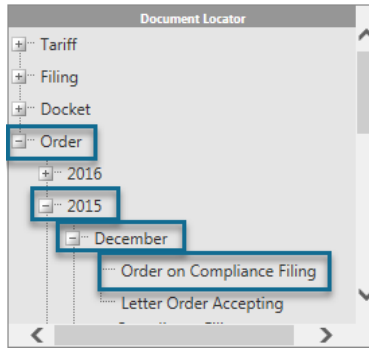 Document Locator
Tariff
Filing
Docket
Order
2016
2015
December
Order on Compliance Filing
Letter Order Accepting